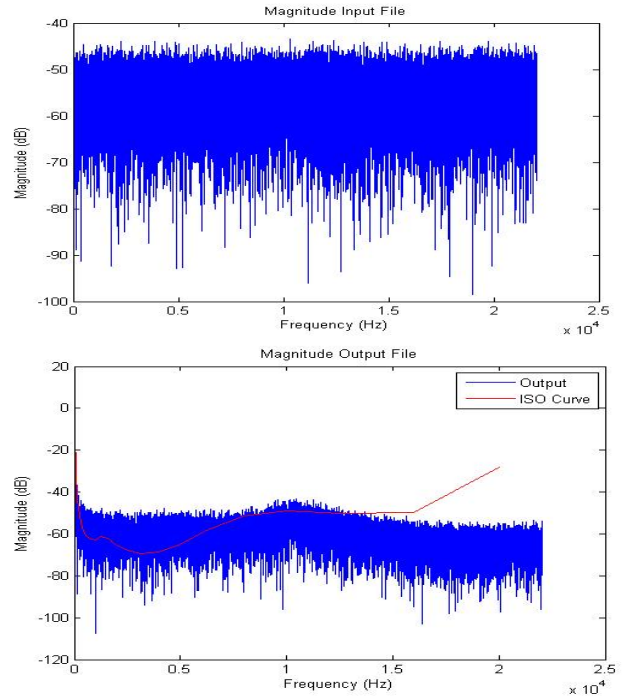 Magnitude Input File
-40
-50
-60
-70
-80
-90
-100
Magnitude (dB)
0
0.5
1
1.5
2
2.5
Frequency (Hz)
x 10^4
Magnitude Output File
20
0
-20
-40
-60
-80
-100
-120
Magnitude (dB)
Output
ISO Curve
0
0.5
1
1.5
2
2.5
Frequency (Hz)
x 10^4